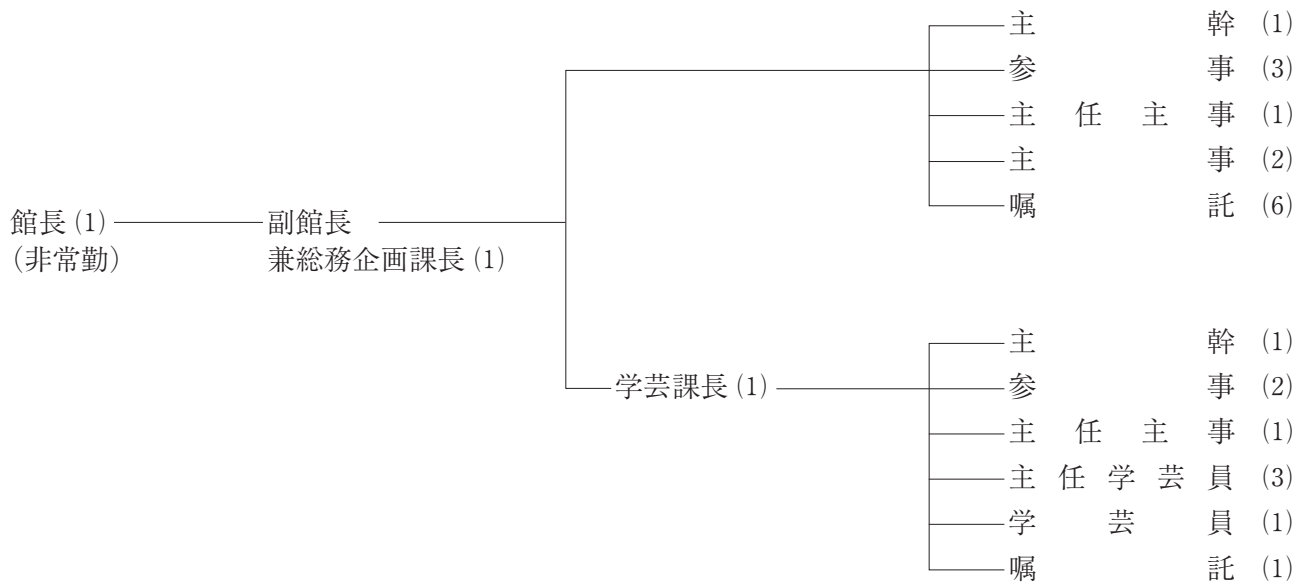 館長(1)
(非常勤)
副館長
兼総務企画課長(1)
主幹(1)
参事(3)
主任主事(1)
主事(2)
嘱託(6)
学芸課長(1)
主幹(1)
参事(2)
主任主事(1)
主任学芸員(3)
学芸員(1)
嘱託(1)